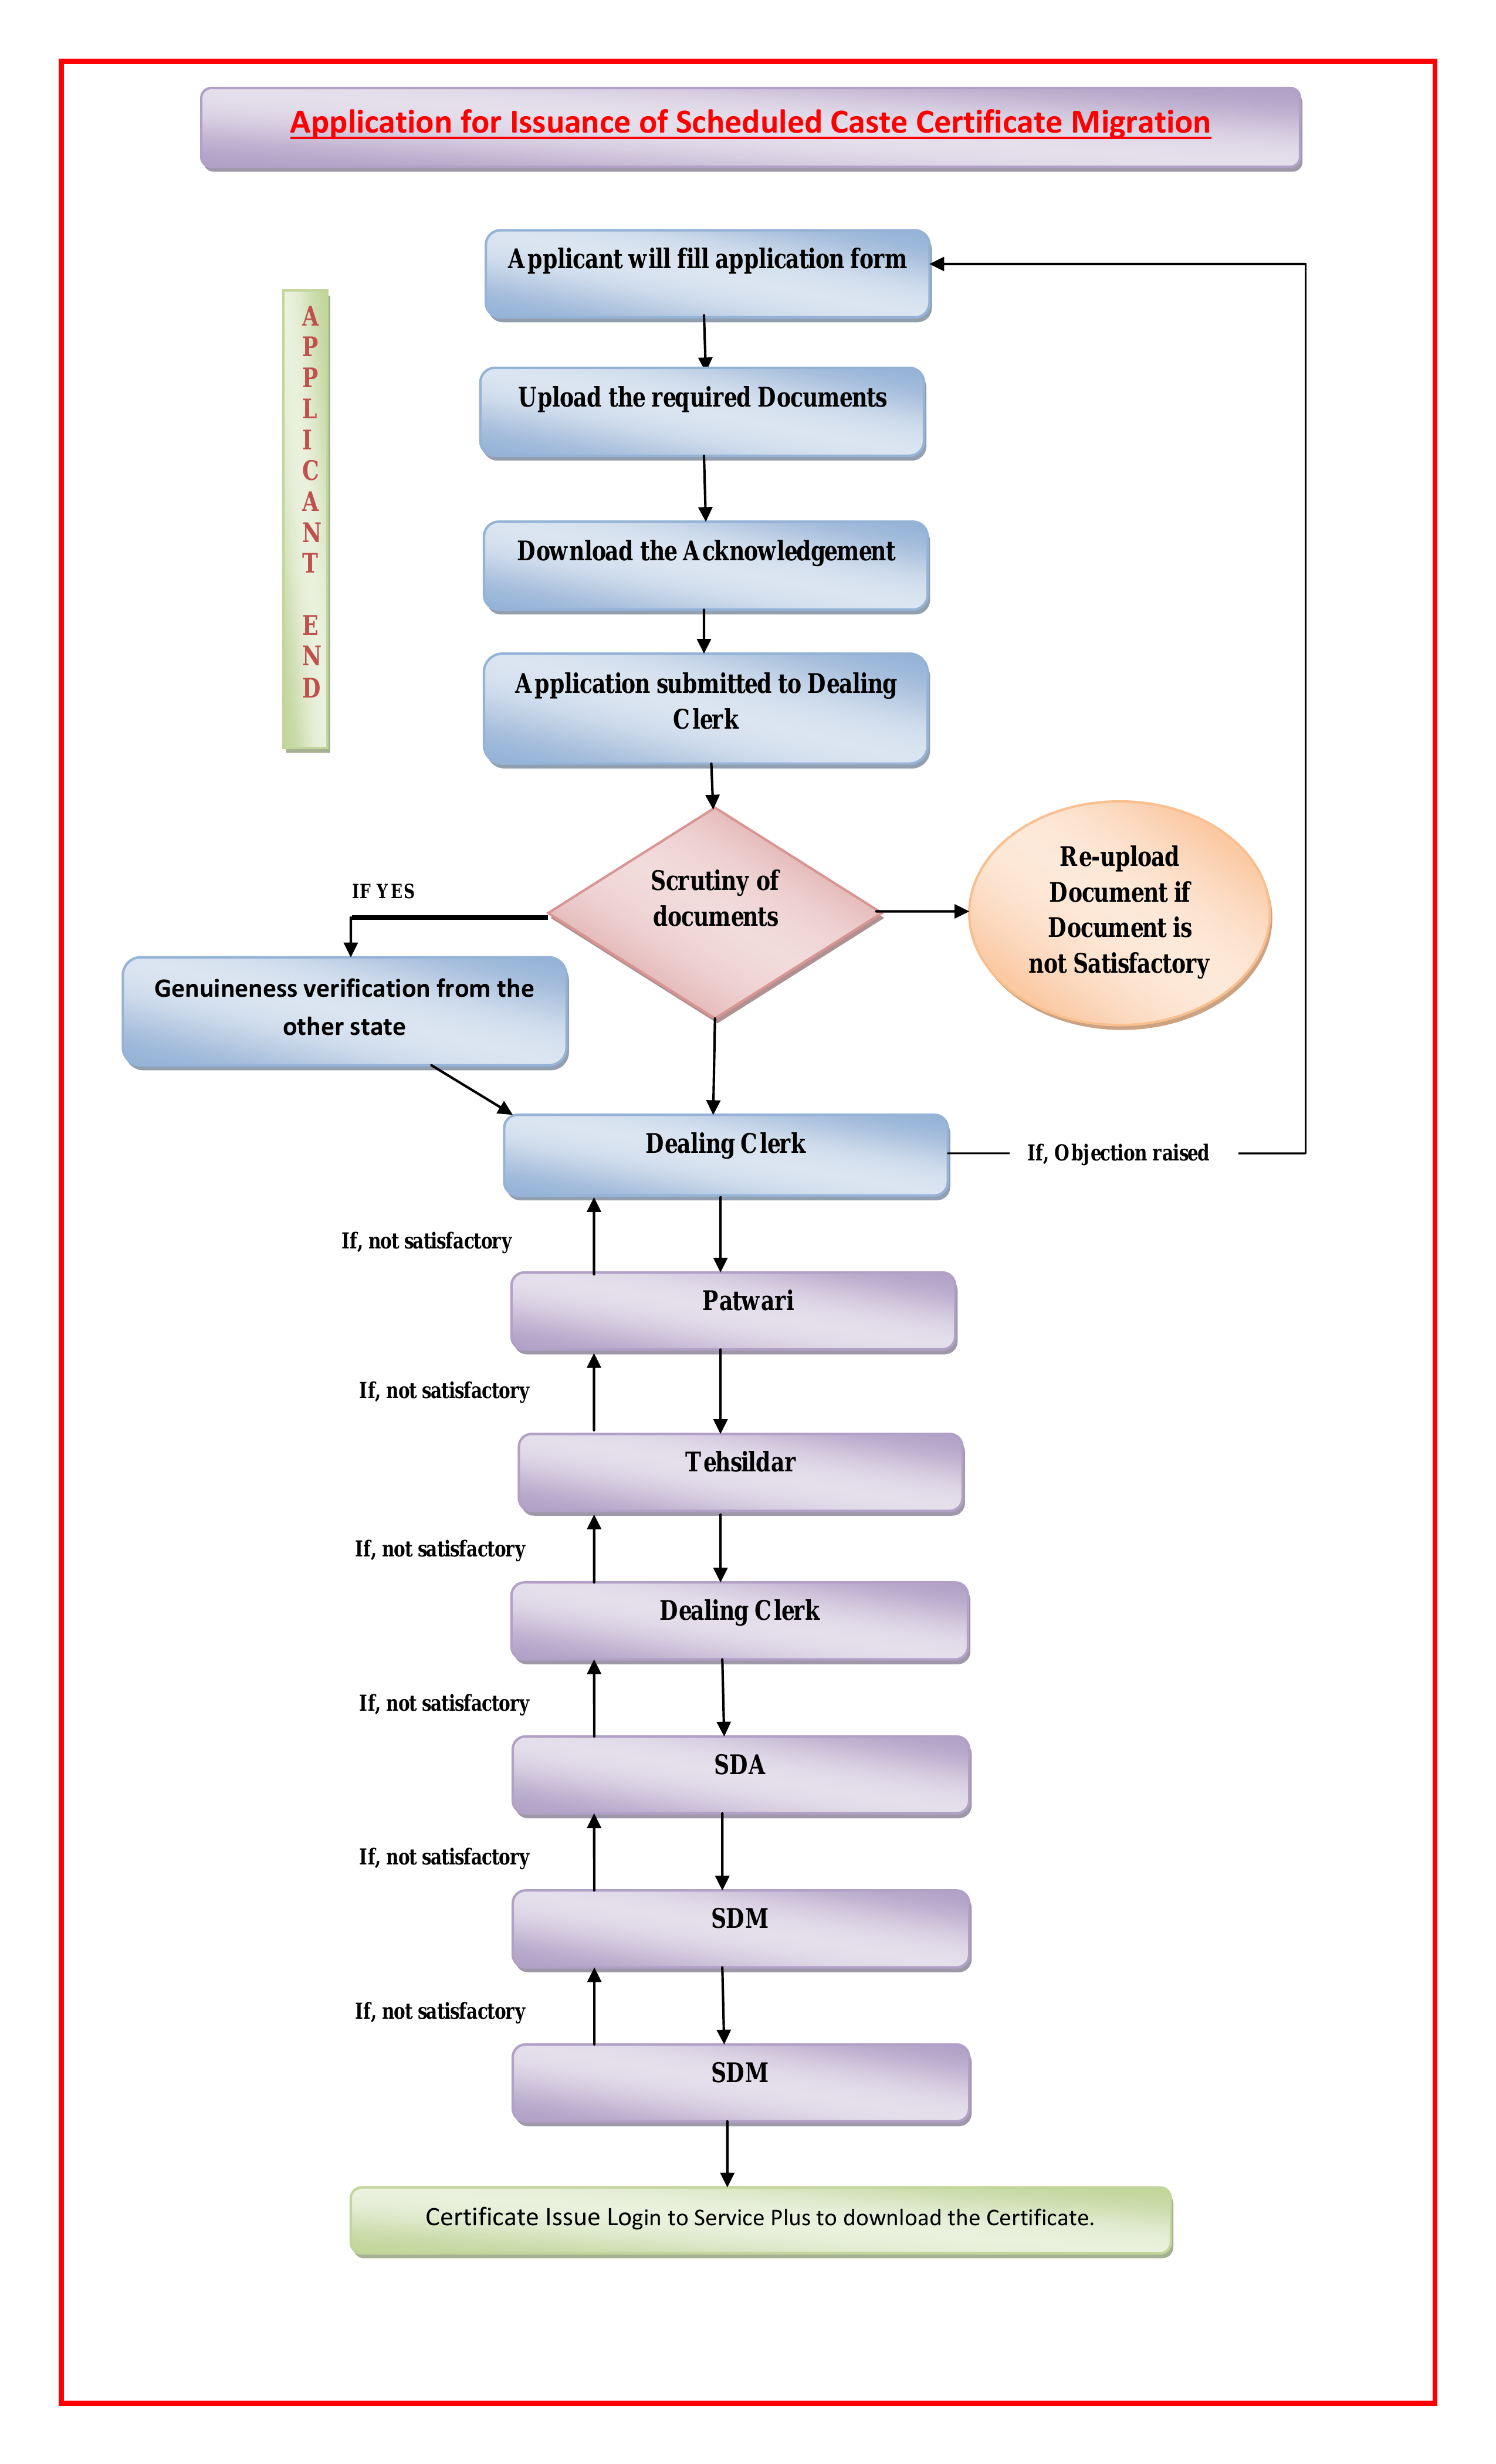 Application for Issuance of Scheduled Caste Certificate Migration
Applicant will fill application form
A
P
P
L
I
C
A
N
T
E
N
D
Upload the required Documents
Download the Acknowledgement
Application submitted to Dealing
Clerk
Scrutiny of
documents
Re-upload
Document if
Document is
not Satisfactory
IF YES
Genuineness verification from the
other state
Dealing Clerk
If, Objection raised
If, not satisfactory
Patwari
If, not satisfactory
Tehsildar
If, not satisfactory
Dealing Clerk
If, not satisfactory
SDA
If, not satisfactory
SDM
If, not satisfactory
SDM
Certificate Issue Login to Service Plus to download the Certificate.